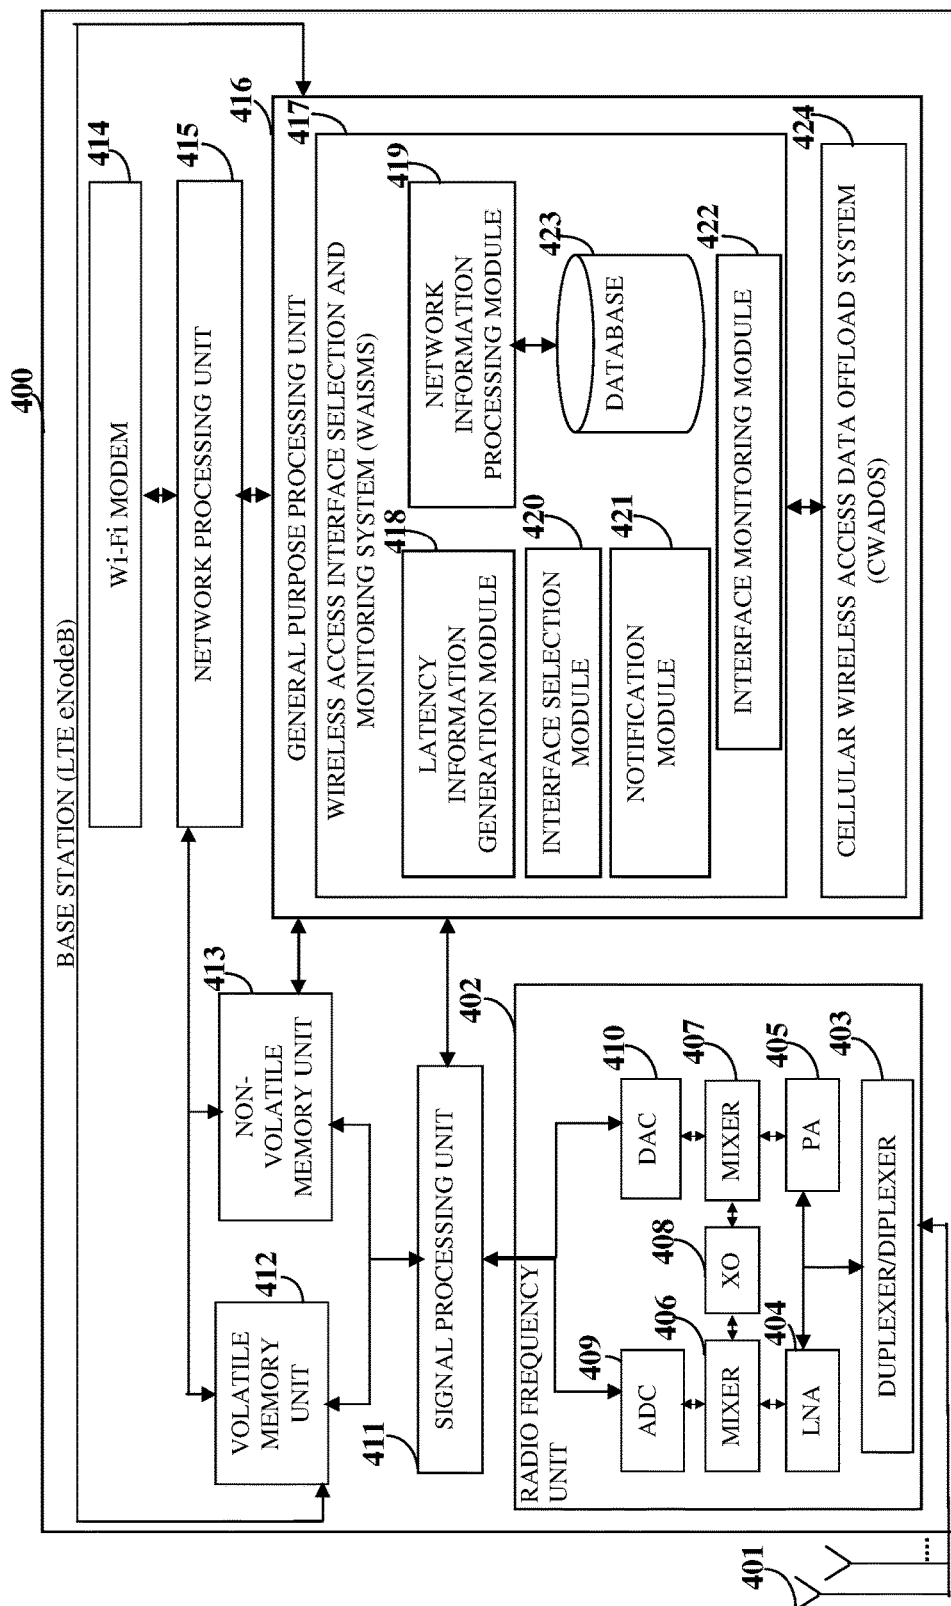 400
BASE STATION (LTE eNodeB)
414
Wi-Fi MODEM
415
NETWORK PROCESSING UNIT
416
GENERAL PURPOSE PROCESSING UNIT
417
WIRELESS ACCESS INTERFACE SELECTION AND
MONITORING SYSTEM (WAISMS)
418
LATENCY
INFORMATION
GENERATION MODULE
419
NETWORK
INFORMATION
PROCESSING MODULE
420
INTERFACE SELECTION
MODULE
421
NOTIFICATION
MODULE
423
DATABASE
422
INTERFACE MONITORING MODULE
424
CELLULAR WIRELESS ACCESS DATA OFFLOAD SYSTEM
(CWADOS)
412
VOLATILE
MEMORY
UNIT
413
NON-
VOLATILE
MEMORY UNIT
411
SIGNAL PROCESSING UNIT
402
RADIO FREQUENCY
UNIT
409
ADC
410
DAC
406
MIXER
408
XO
407
MIXER
404
LNA
405
PA
403
DUPLEXER/DIPLEXER
401
....